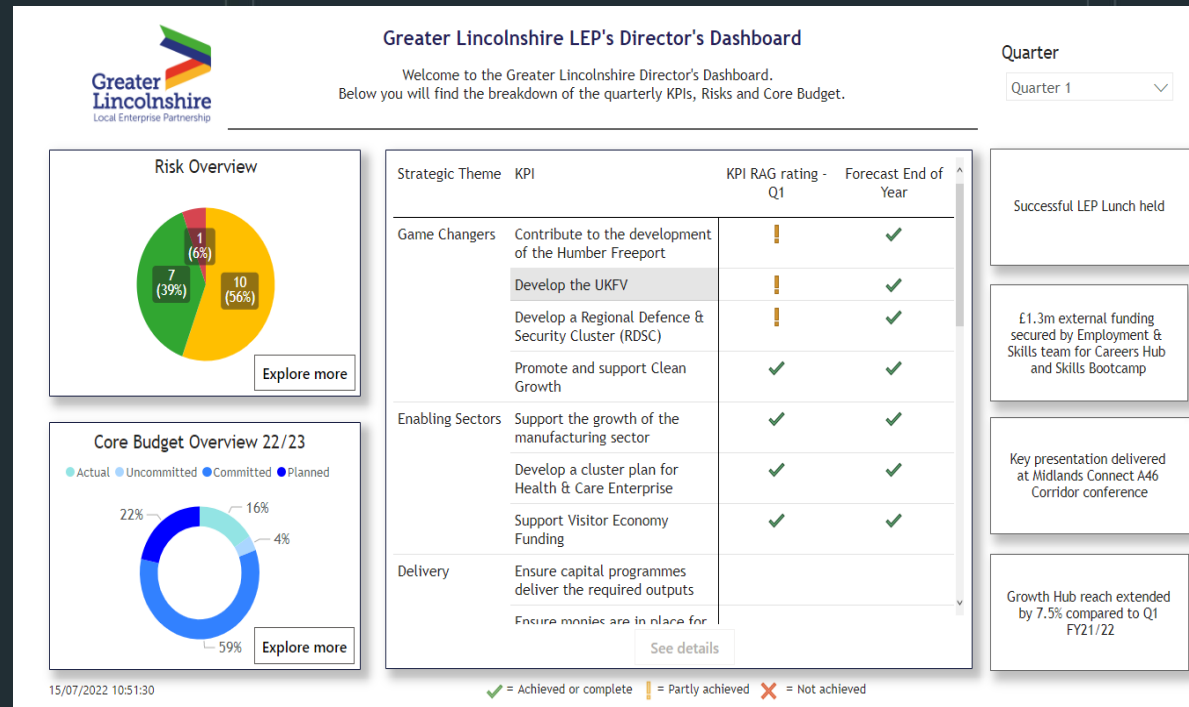 Greater
Lincolnshire
Local Enterprise Partnership
Greater Lincolnshire LEP's Director's Dashboard
Welcome to the Greater Lincolnshire Director's Dashboard.
Below you will find the breakdown of the quarterly KPIs, Risks and Core Budget.
Quarter
Quarter 1
Risk Overview
1
(6%)
7
(39%)
10
(56%)
Explore more
Core Budget Overview 22/23
Actual Uncommitted Committed Planned
22%
16%
4%
59%
Explore more
15/07/2022 10:51:30
Strategic Theme KPI KPI RAG rating - Forecast End of
Q1 Year
Game Changers Contribute to the development
of the Humber Freeport
Develop the UKFV
Develop a Regional Defence &
Security Cluster (RDSC)
Promote and support Clean
Growth
Enabling Sectors Support the growth of the
manufacturing sector
Develop a cluster plan for
Health & Care Enterprise
Support Visitor Economy
Funding
Delivery Ensure capital programmes
deliver the required outputs
Ensure monies are in place for
See details
= Achieved or complete = Partly achieved = Not achieved
Successful LEP Lunch held
£1.3m external funding
secured by Employment &
Skills team for Careers Hub
and Skills Bootcamp
Key presentation delivered
at Midlands Connect A46
Corridor conference
Growth Hub reach extended
by 7.5% compared to Q1
FY21/22